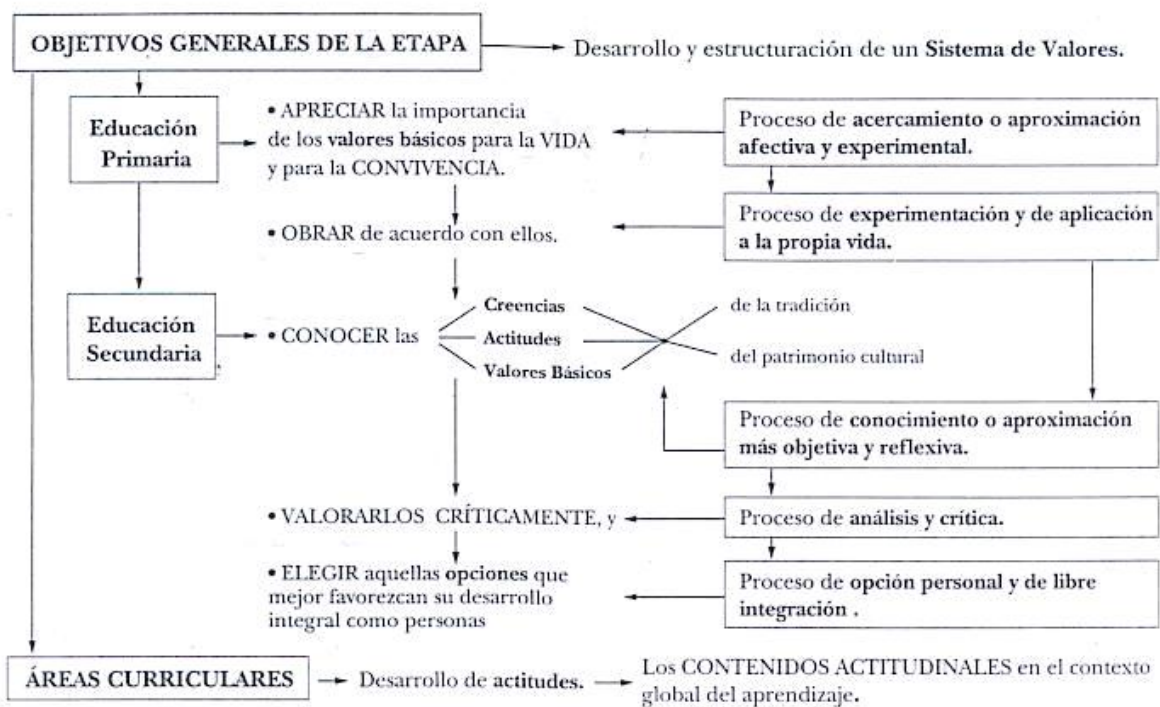 OBJETIVOS GENERALES DE LA ETAPA
Desarrollo y estructuración de un Sistema de Valores.
Educación
Primaria
• APRECIAR la importancia
de los valores básicos para la VIDA
y para la CONVIVENCIA.
Proceso de acercamiento o aproximación
afectiva y experimental.
• OBRAR de acuerdo con ellos.
Proceso de experimentación y de aplicación
a la propia vida.
Educación
Secundaria
• CONOCER las
Creencias
Actitudes
Valores Básicos
de la tradición
del patrimonio cultural
Proceso de conocimiento o aproximación
más objetiva y reflexiva.
• VALORARLOS CRÍTICAMENTE, y
Proceso de análisis y crítica.
• ELEGIR aquellas opciones que
mejor favorezcan su desarrollo
integral como personas
Proceso de opción personal y de libre
integración .
ÁREAS CURRICULARES
Desarrollo de actitudes.
Los CONTENIDOS ACTITUDINALES en el contexto
global del aprendizaje.